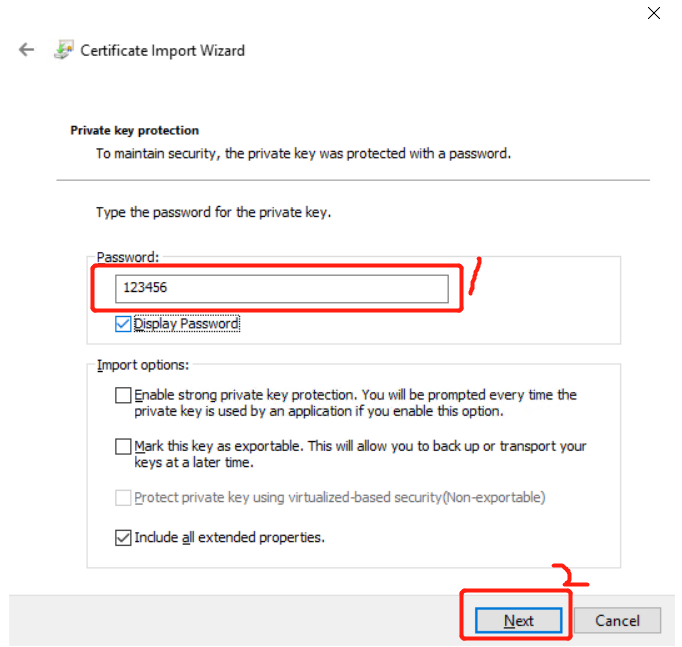 Certificate Import Wizard
Private key protection
To maintain security, the private key was protected with a password.
Type the password for the private key.
Password:
123456
1
Display Password
Import options:
Enable strong private key protection. You will be prompted every time the
private key is used by an application if you enable this option.
Mark this key as exportable. This will allow you to back up or transport your
keys at a later time.
Protect private key using virtualized-based security(Non-exportable)
Include all extended properties.
2
Next
Cancel